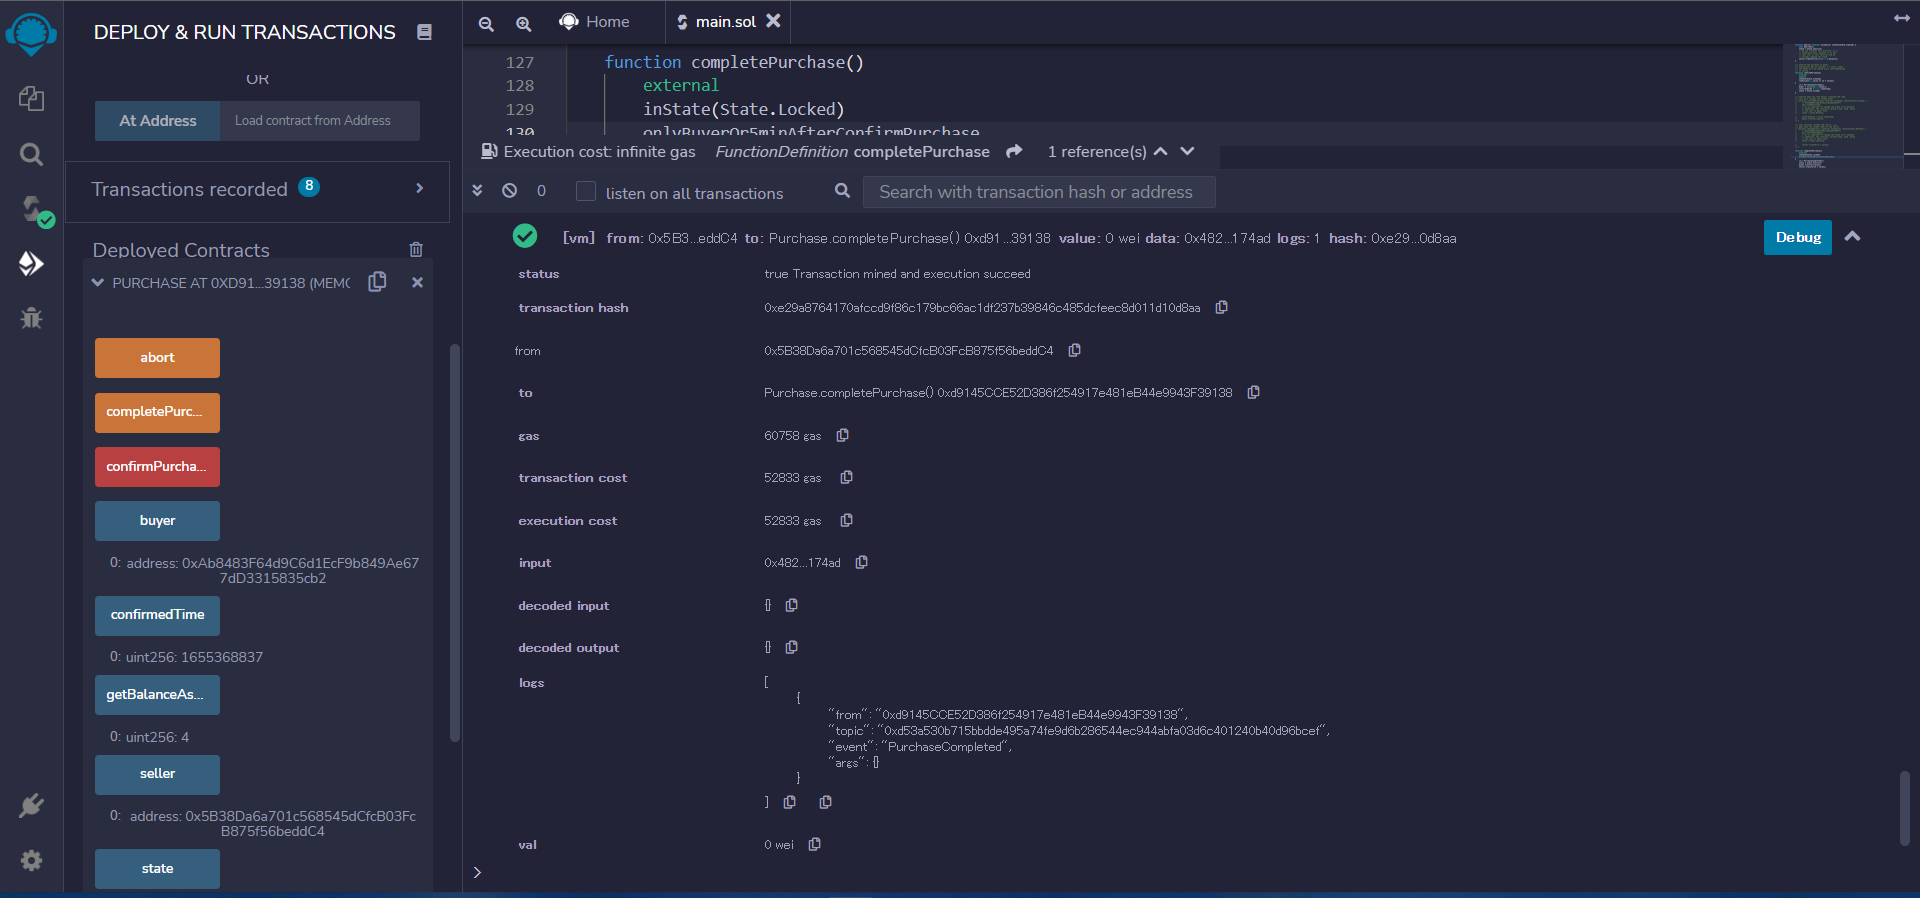 DEPLOY & RUN TRANSACTIONS
OR
At Address
Load contract from Address
Transactions recorded 8
Deployed Contracts
PURCHASE AT 0XD91...39138 (MEMO
abort
completePurc...
confirmPurcha...
buyer
0: address: 0xAb8483F64d9C6d1EcF9b849Ae67
7dD3315835cb2
confirmedTime
0: uint256: 1655368837
getBalanceAs...
0: uint256: 4
seller
0: address: 0x5B38Da6a701c568545dCfcB03Fc
B875f56beddC4
state
Home
main.sol
127 function completePurchase()
128 external
129 inState(State.Locked)
130 onlyBuyerOr5minAfterConfirmPurchase
Execution cost: infinite gas FunctionDefinition completePurchase 1 reference(s)
0 listen on all transactions Search with transaction hash or address
[vm] from: 0x5B3...eddC4 to: Purchase.completePurchase() 0xd91...39138 value: 0 wei data: 0x482...174ad logs: 1 hash: 0xe29...0d8aa
Debug
status true Transaction mined and execution succeed
transaction hash 0xe29a8764170afccd9f86c179bc66ac1df237b39846c485dcfeec8d011d10d8aa
from 0x5B38Da6a701c568545dCfcB03FcB875f56beddC4
to Purchase.completePurchase() 0xd9145CCE52D386f254917e481eB44e9943F39138
gas 60758 gas
transaction cost 52833 gas
execution cost 52833 gas
input 0x482...174ad
decoded input {}
decoded output {}
logs [
{
"from": "0xd9145CCE52D386f254917e481eB44e9943F39138",
"topic": "0xd53a530b715bbdde495a74fe9d6b286544ec944abfa03d6c401240b40d96bcef",
"event": "PurchaseCompleted",
"args": {}
}
]
val 0 wei
>